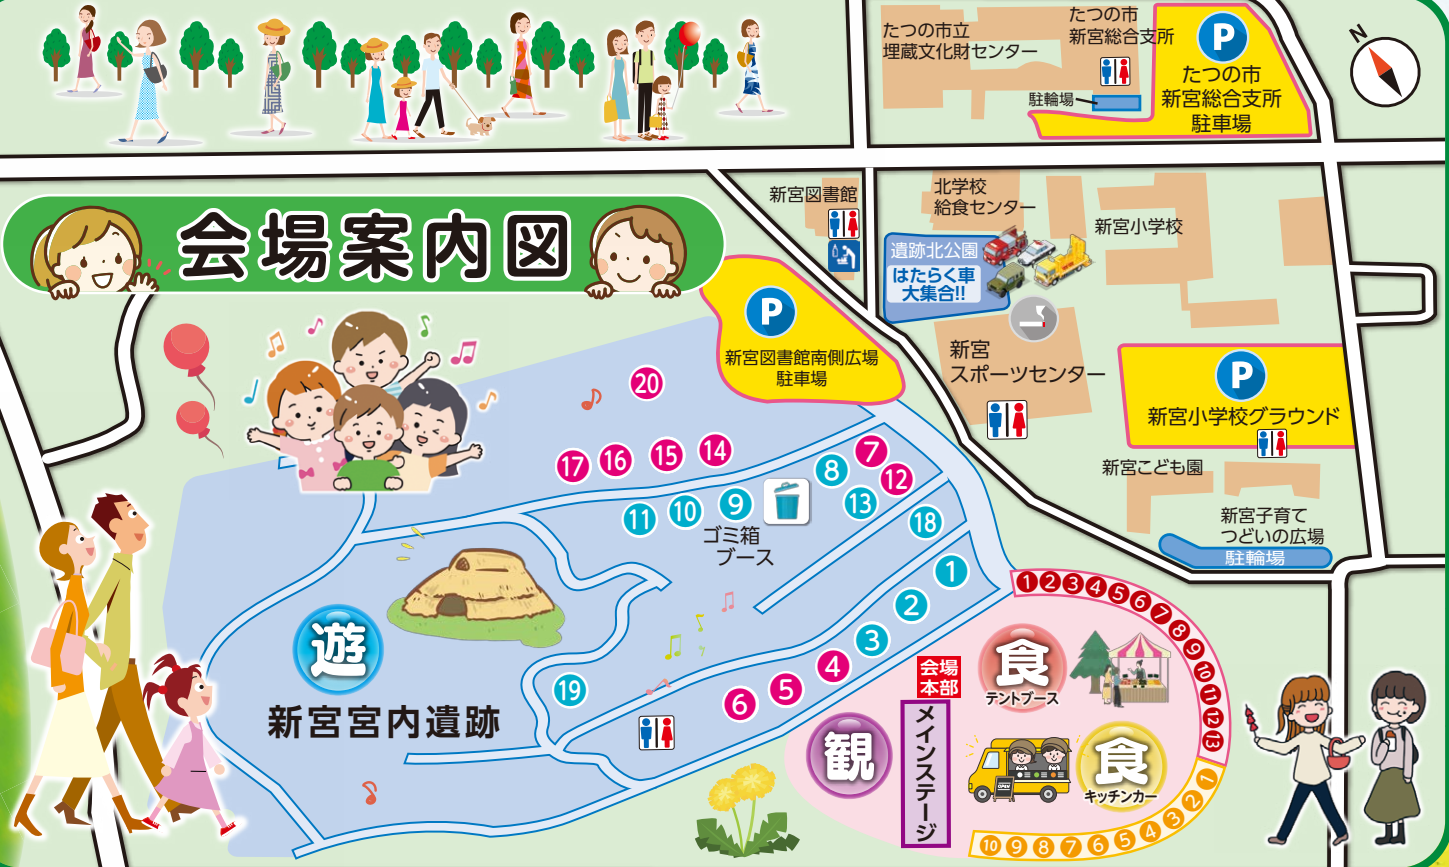 会場案内図
たつの市立
埋蔵文化財センター
たつの市
新宮総合支所
駐輪場
P
たつの市
新宮総合支所
駐車場
N
新宮図書館
北学校
給食センター
新宮小学校
遺跡北公園
はたらく車
大集合!!
P
新宮図書館南側広場
駐車場
新宮
スポーツセンター
P
新宮小学校グラウンド
新宮こども園
新宮子育て
つどいの広場
駐輪場
20
17 16 15 14
7
8
12
13
11 10 9
ゴミ箱
ブース
18
1
2
3
4
5
6
19
遊
新宮宮内遺跡
1 2 3 4 5 6 7 8 9 10 11 12 13
会場
本部
食
テントブース
観
メインステージ
OPEN
食
キッチンカー
1 2 3 4 5 6 7 8 9 10